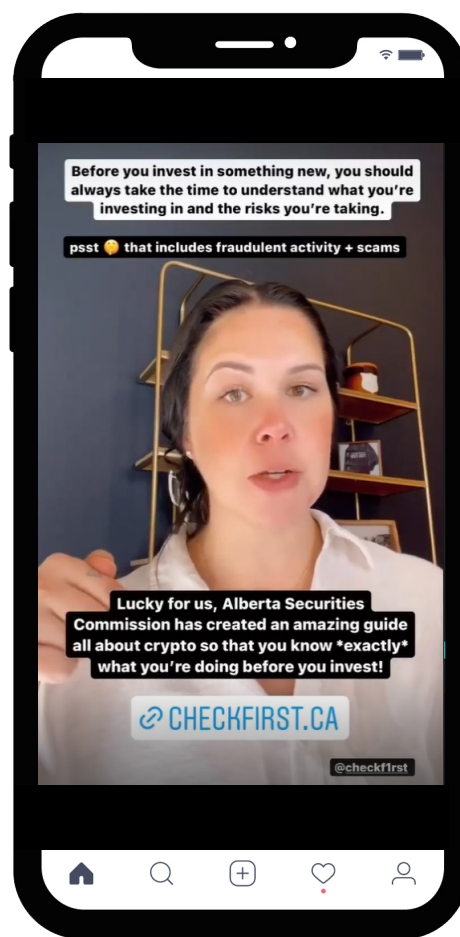 Before you invest in something new, you should
always take the time to understand what you’re
investing in and the risks you’re taking.
psst 🤫 that includes fraudulent activity + scams
Lucky for us, Alberta Securities
Commission has created an amazing guide
all about crypto so that you know *exactly*
what you’re doing before you invest!
CHECKFIRST.CA
@checkf1rst